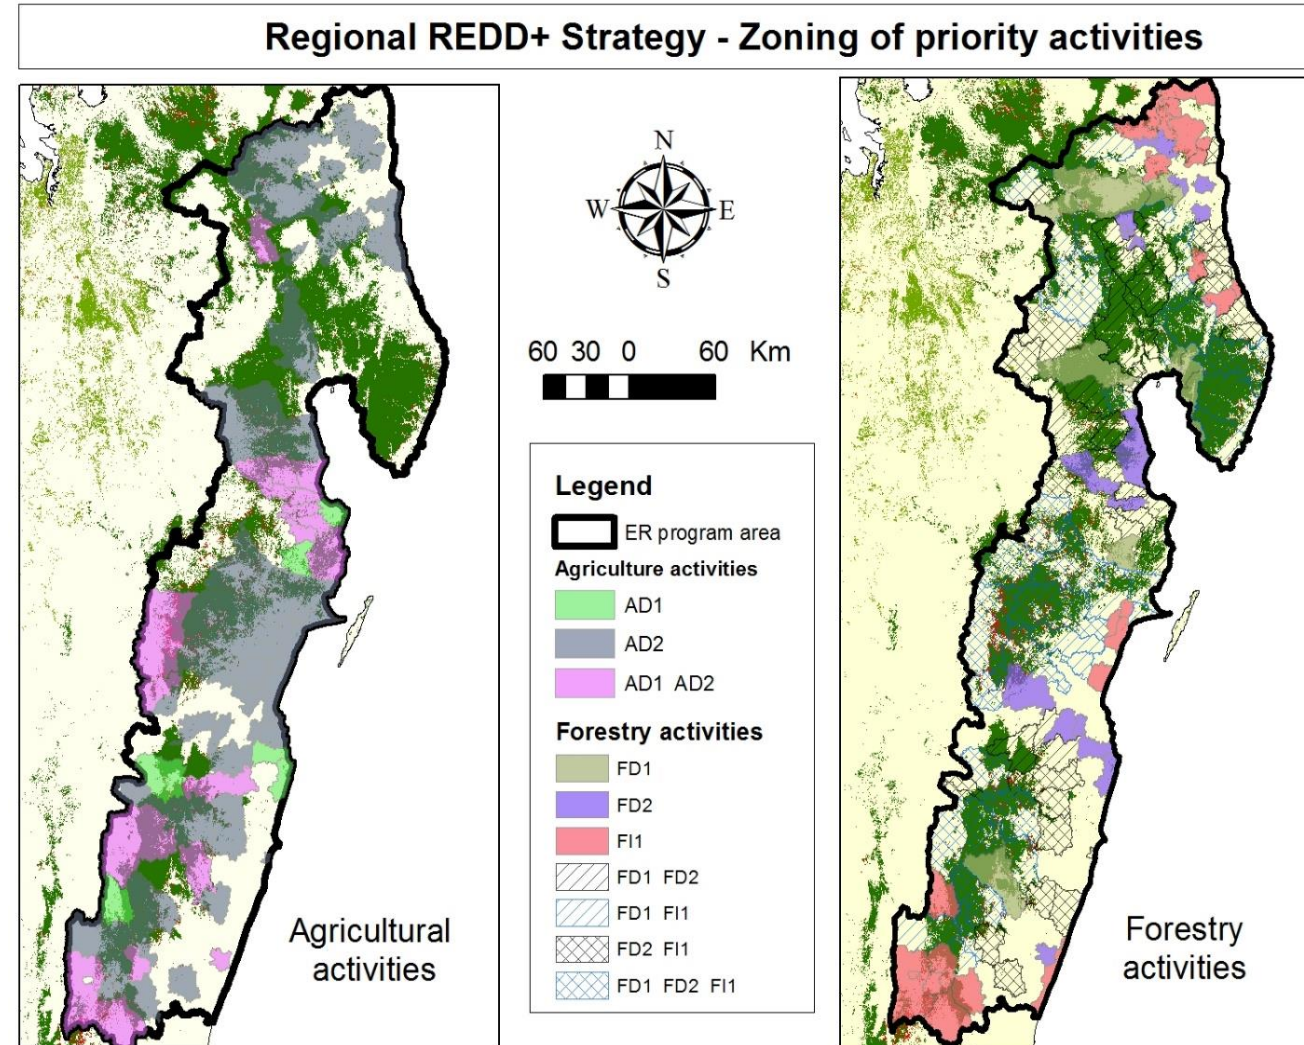 Regional REDD+ Strategy - Zoning of priority activities
N
W E
S
60 30 0 60 Km
Legend
ER program area
Agriculture activities
AD1
AD2
AD1 AD2
Forestry activities
FD1
FD2
FI1
FD1 FD2
FD1 FI1
FD2 FI1
FD1 FD2 FI1
Agricultural
activities
Forestry
activities